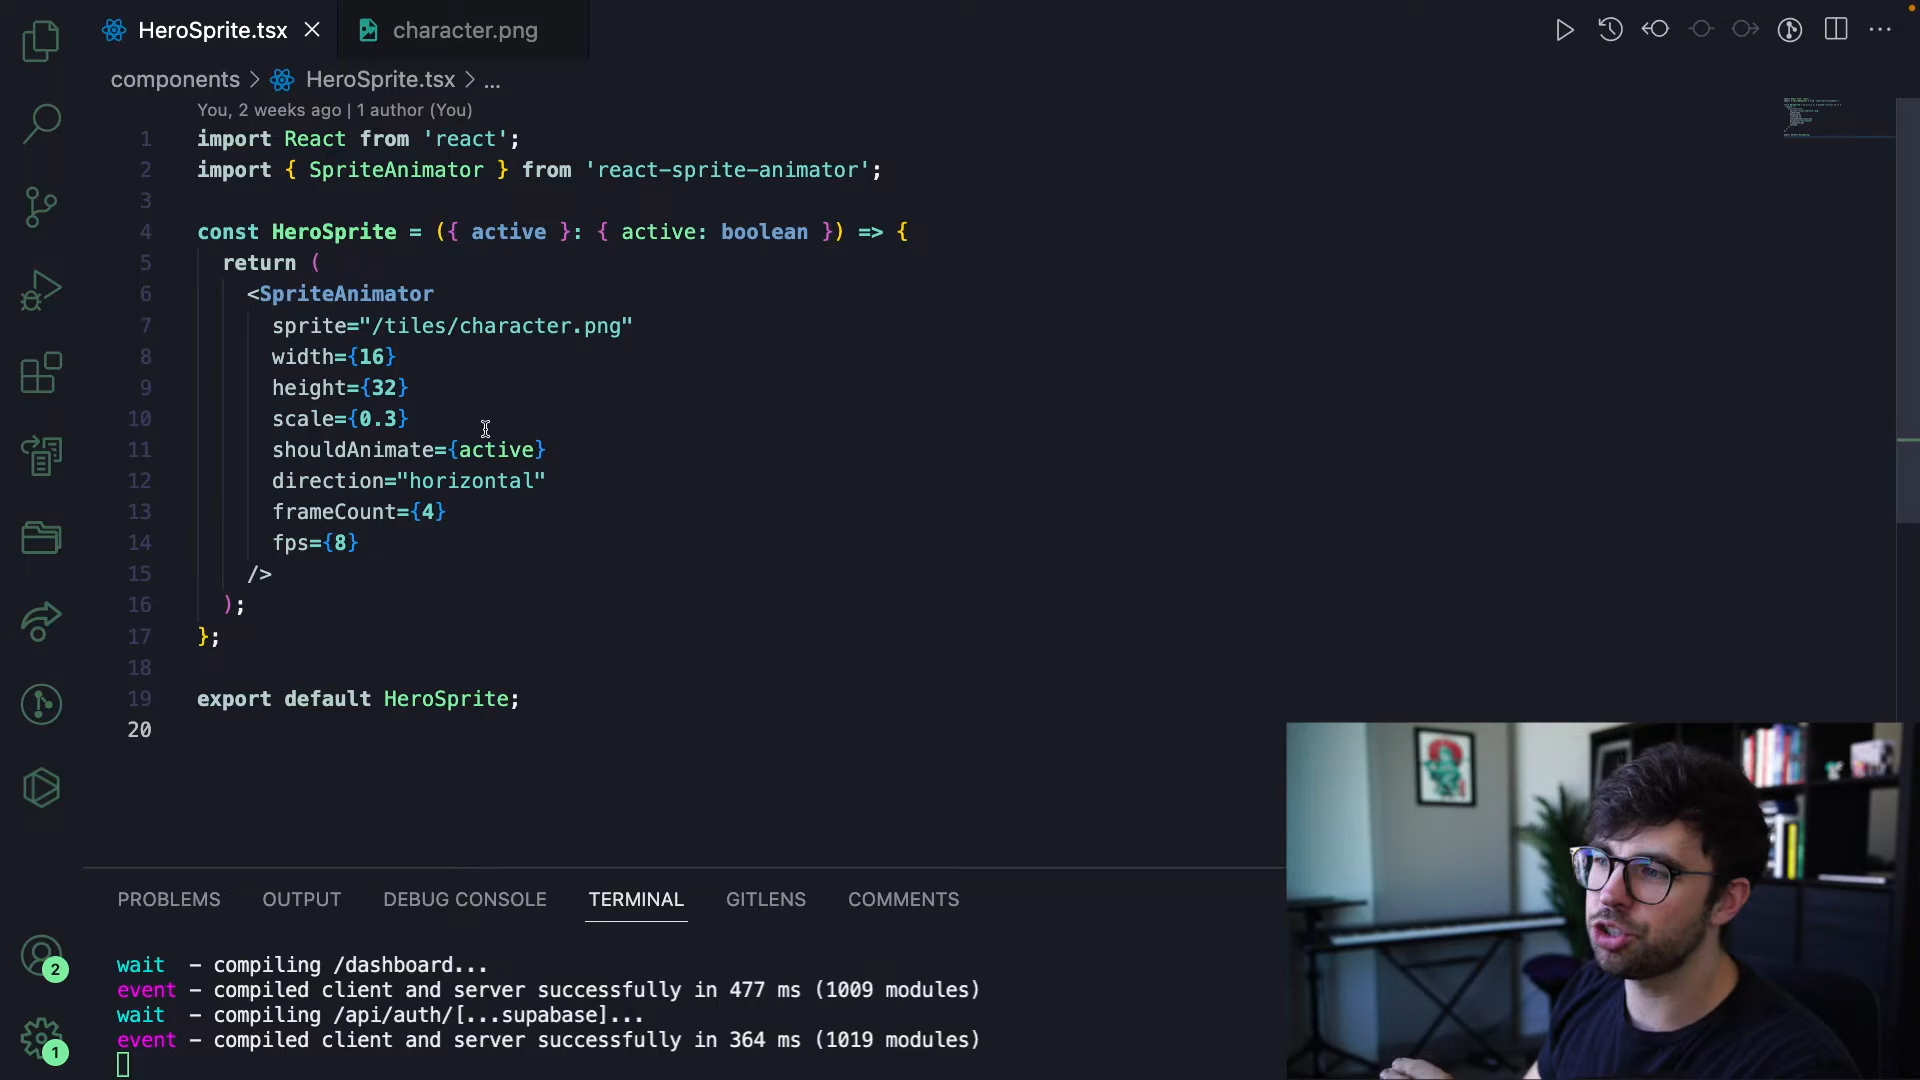 HeroSprite.tsx
character.png
components > HeroSprite.tsx > ...
You, 2 weeks ago | 1 author (You)
1 import React from 'react';
2 import { SpriteAnimator } from 'react-sprite-animator';
3
4 const HeroSprite = ({ active }: { active: boolean }) => {
5 return (
6 <SpriteAnimator
7 sprite="/tiles/character.png"
8 width={16}
9 height={32}
10 scale={0.3}
11 shouldAnimate={active}
12 direction="horizontal"
13 frameCount={4}
14 fps={8}
15 />
16 );
17 };
18
19 export default HeroSprite;
20
PROBLEMS OUTPUT DEBUG CONSOLE TERMINAL GITLENS COMMENTS
wait - compiling /dashboard...
2
event - compiled client and server successfully in 477 ms (1009 modules)
wait - compiling /api/auth/[...supabase]...
event - compiled client and server successfully in 364 ms (1019 modules)
1